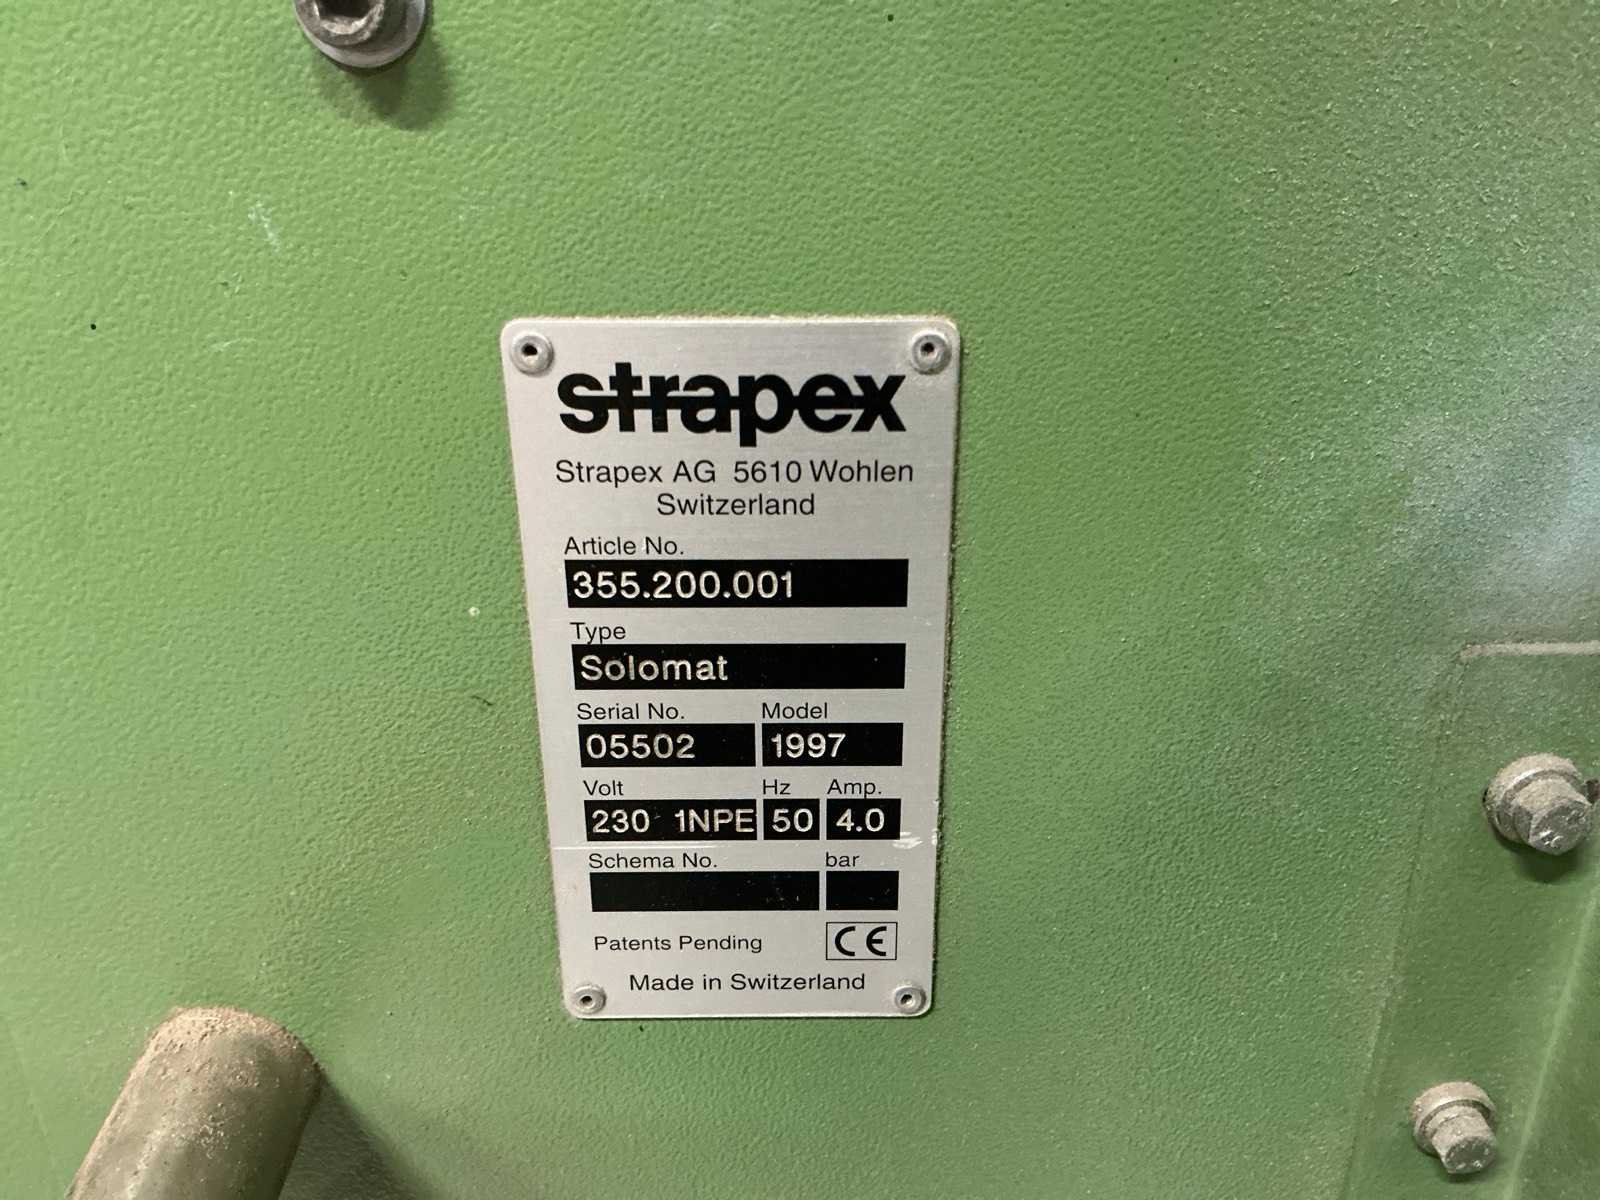 strapex
Strapex AG 5610 Wohlen
Switzerland
Article No.
355.200.001
Type
Solomat
Serial No. Model
05502 1997
Volt Hz Amp.
230 1NPE 50 4.0
Schema No. bar
Patents Pending CE
Made in Switzerland